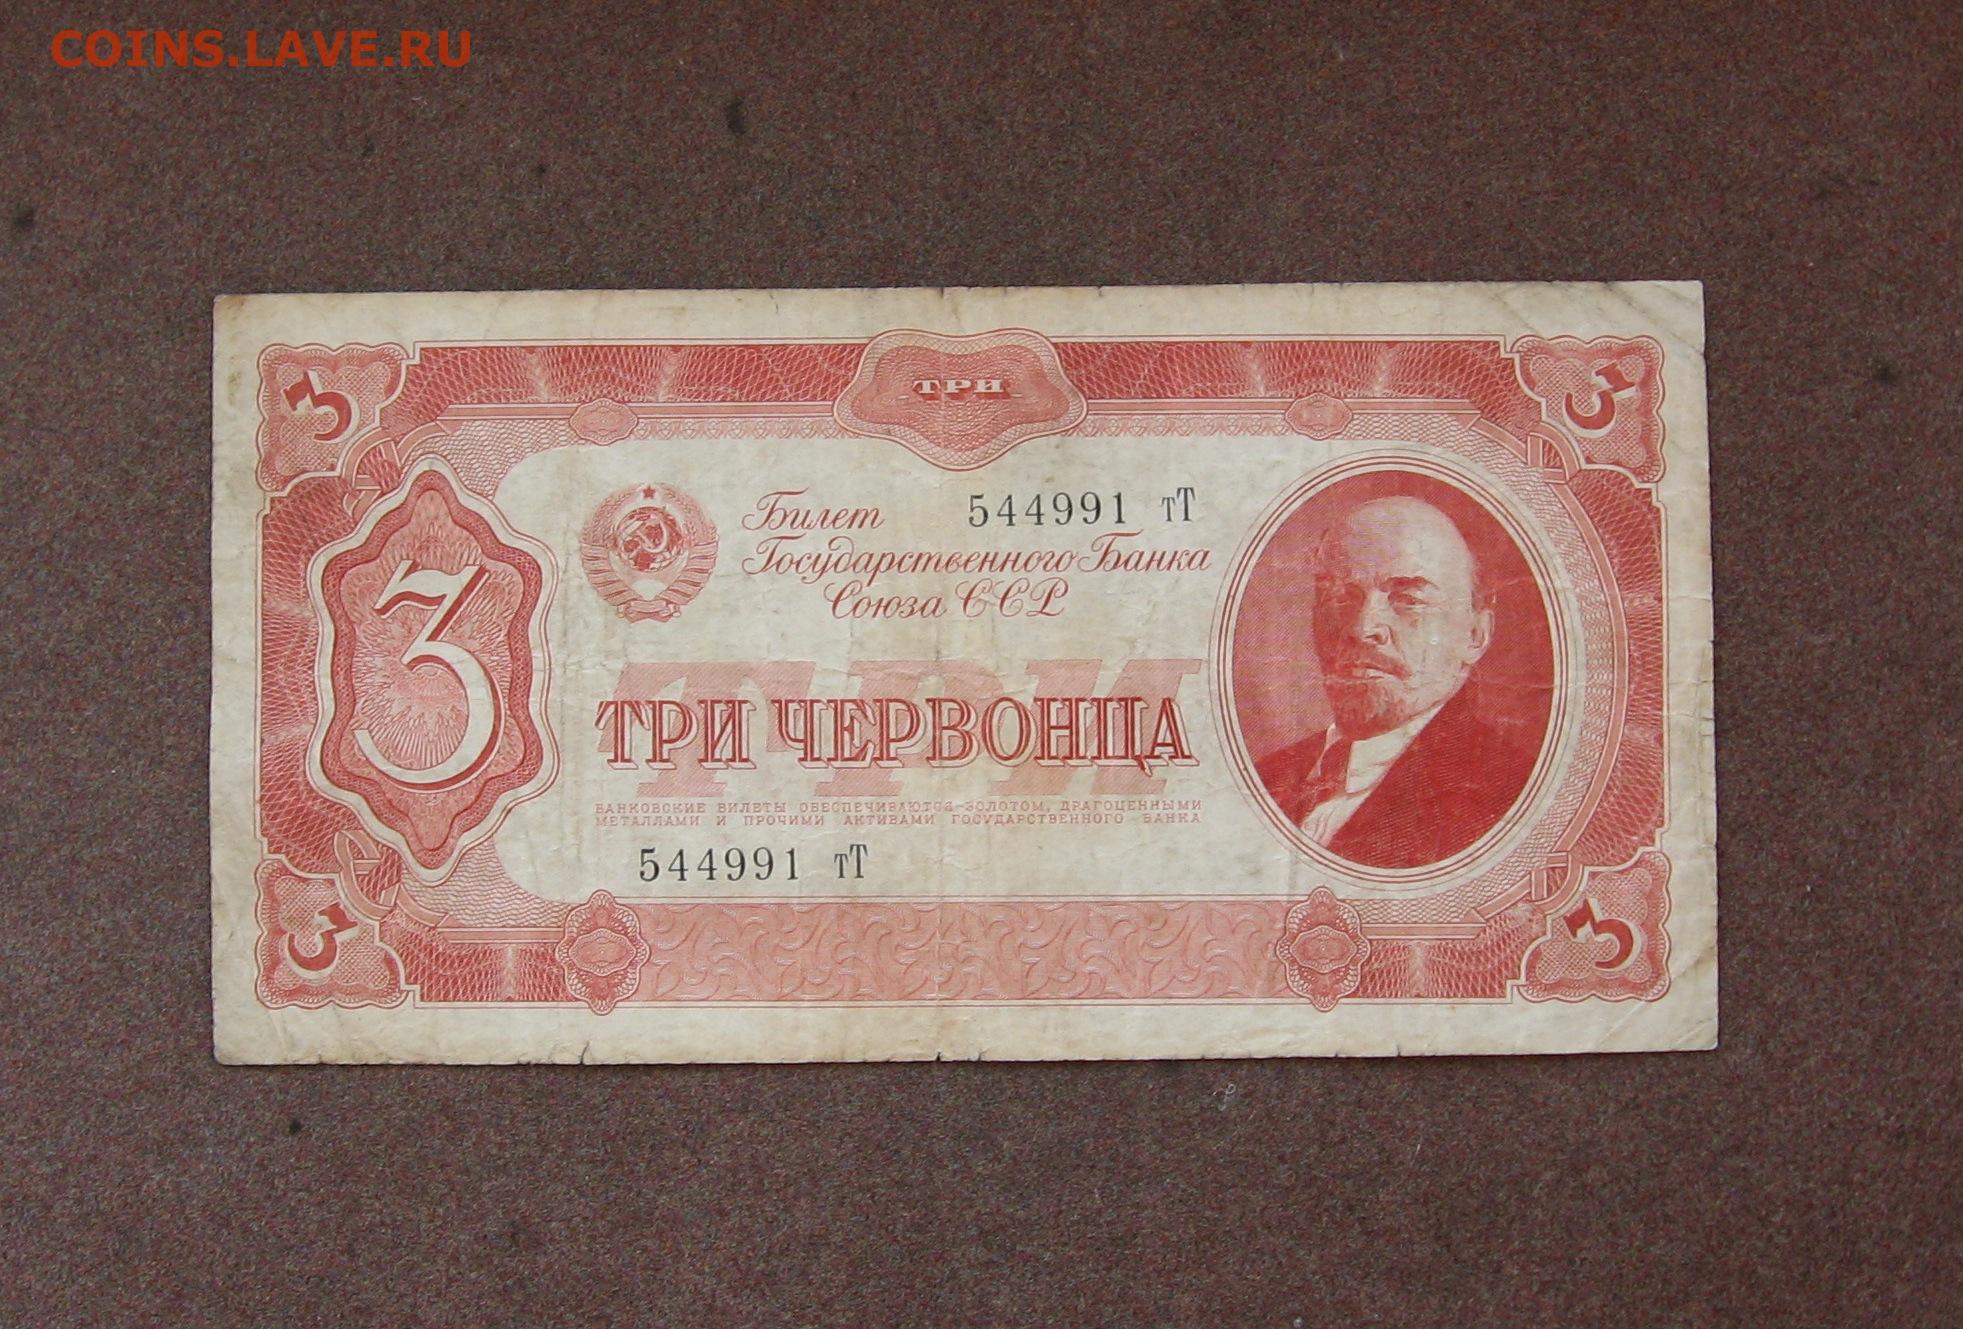 COINS.LAVE.RU
3
ТРИ
3
Билет 544991 тТ
Государственного Банка
Союза ССР
3
ТРИ
ТРИ ЧЕРВОНЦА
БАНКОВСКИЕ БИЛЕТЫ ОБЕСПЕЧИВАЮТСЯ ЗОЛОТОМ, ДРАГОЦЕННЫМИ
МЕТАЛЛАМИ И ПРОЧИМИ АКТИВАМИ ГОСУДАРСТВЕННОГО БАНКА
544991 тТ
3
3